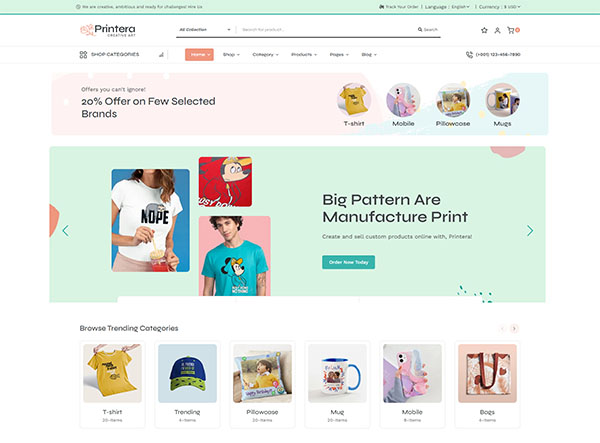 We are creative, ambitious and ready for challenges! Hire Us
Track Your Order
Language : English
Currency : $ USD
Printera
CREATIVE ART
All Collection
Search for product...
Search
0
SHOP CATEGORIES
Home
Shop
Category
Products
Pages
Blog
(+001) 123-456-7890
Offers you can't ignore!
20% Offer on Few Selected
Brands
T-shirt
Mobile
Pillowcase
Mugs
NOPE
Big Pattern Are
Manufacture Print
Create and sell custom products online with, Printera!
Order Now Today
Browse Trending Categories
T-shirt
20-items
Trending
4-items
Pillowcase
20-items
Mug
20-items
Mobile
8-items
Bags
4-items